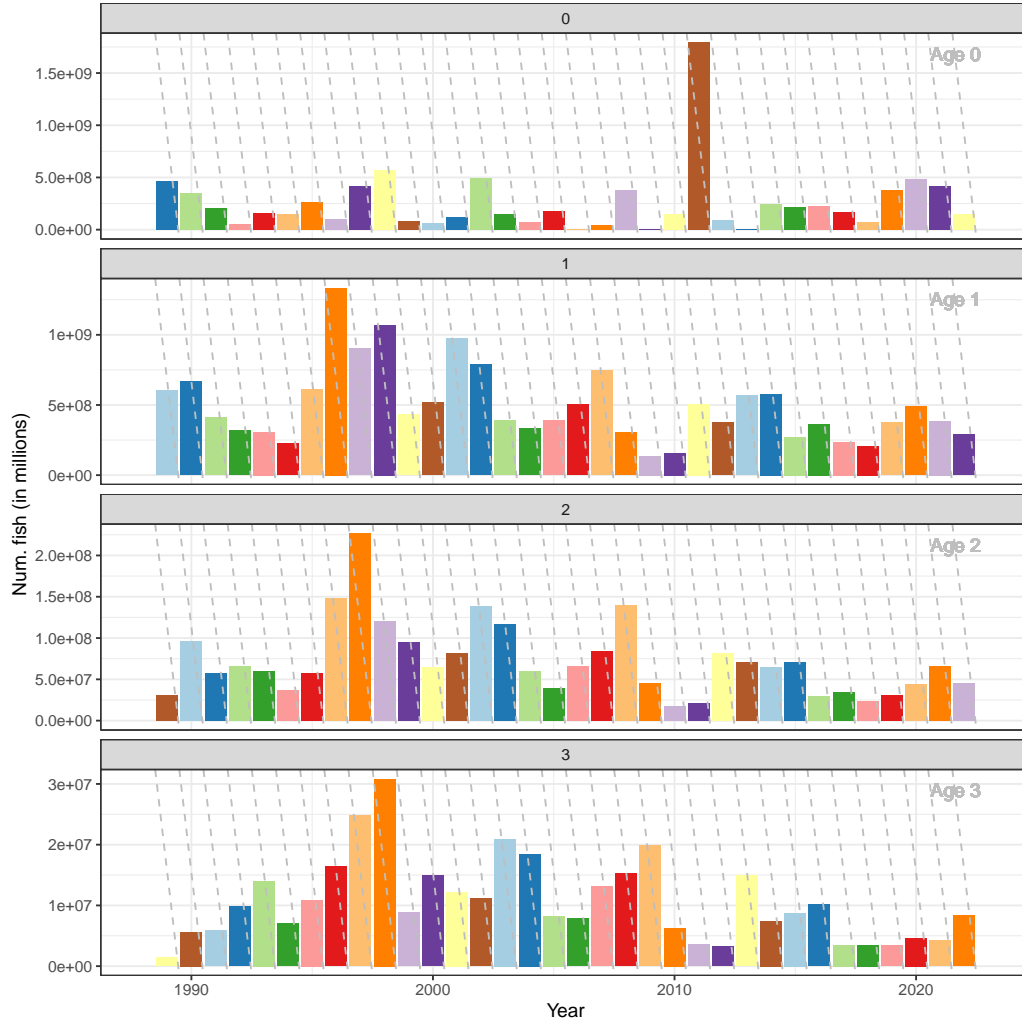 0
Age 0
1.5e+09
1.0e+09
5.0e+08
0.0e+00
1
Age 1
1e+09
5e+08
0e+00
2
Age 2
2.0e+08
1.5e+08
1.0e+08
5.0e+07
0.0e+00
3
Age 3
3e+07
2e+07
1e+07
0e+00
Num. fish (in millions)
1990 2000 2010 2020
Year